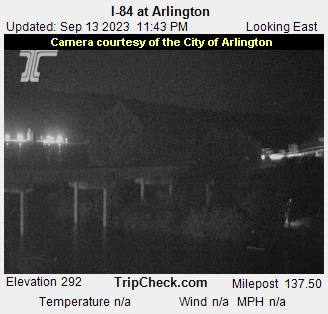 I-84 at Arlington
Updated: Sep 13 2023 11:43 PM Looking East
Camera courtesy of the City of Arlington
Elevation 292 TripCheck.com Milepost 137.50
Temperature n/a Wind n/a MPH n/a